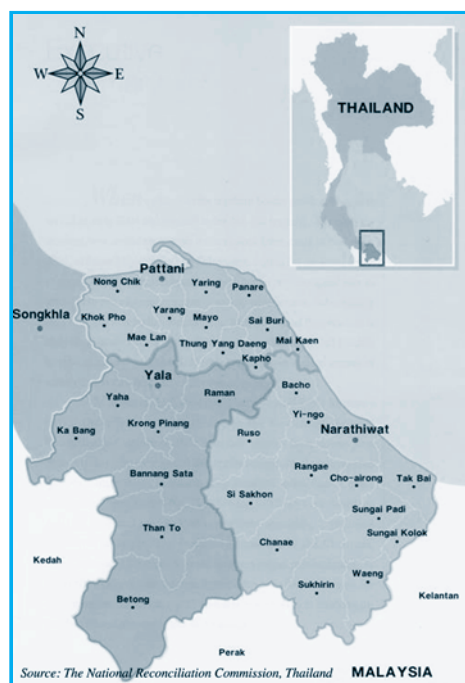 N
W E
S
THAILAND
Pattani
Nong Chik
Yaring
Panare
Songkhla
Khok Pho
Yarang
Mayo
Sai Buri
Mae Lan
Thung Yang Daeng
Mai Kaen
Kapho
Yala
Bacho
Yaha
Raman
Yi-ngo
Ka Bang
Krong Pinang
Ruso
Narathiwat
Rangae
Bannang Sata
Cho-airong
Tak Bai
Si Sakhon
Sungai Padi
Than To
Sungai Kolok
Chanae
Kedah
Waeng
Sukhirin
Kelantan
Betong
Perak
Source: The National Reconciliation Commission, Thailand MALAYSIA